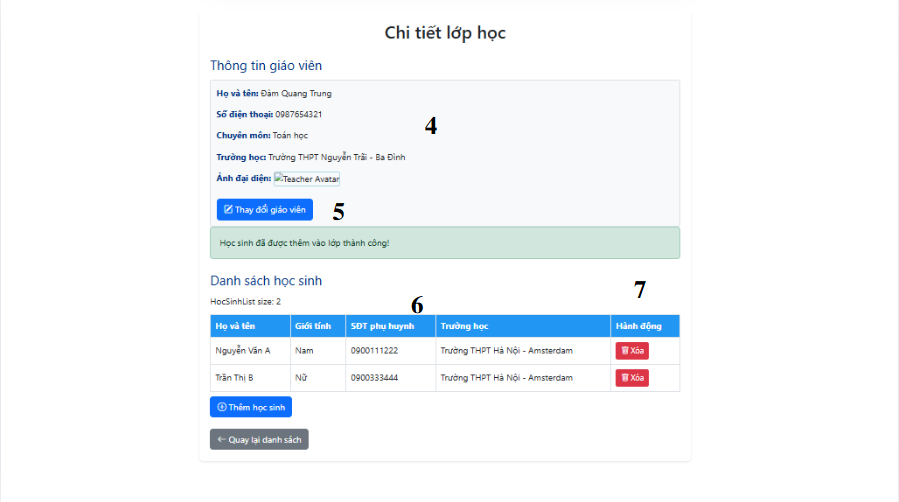 Chi tiết lớp học
Thông tin giáo viên
Họ và tên: Đàm Quang Trung
Số điện thoại: 0987654321
4
Chuyên môn: Toán học
Trường học: Trường THPT Nguyễn Trãi - Ba Đình
Ảnh đại diện: Teacher Avatar
Thay đổi giáo viên
5
Học sinh đã được thêm vào lớp thành công!
Danh sách học sinh
7
HocSinhList size: 2
6
Họ và tên Giới tính SĐT phụ huynh Trường học Hành động
Nguyễn Văn A Nam 0900111222 Trường THPT Hà Nội - Amsterdam Xóa
Trần Thị B Nữ 0900333444 Trường THPT Hà Nội - Amsterdam Xóa
Thêm học sinh
Quay lại danh sách